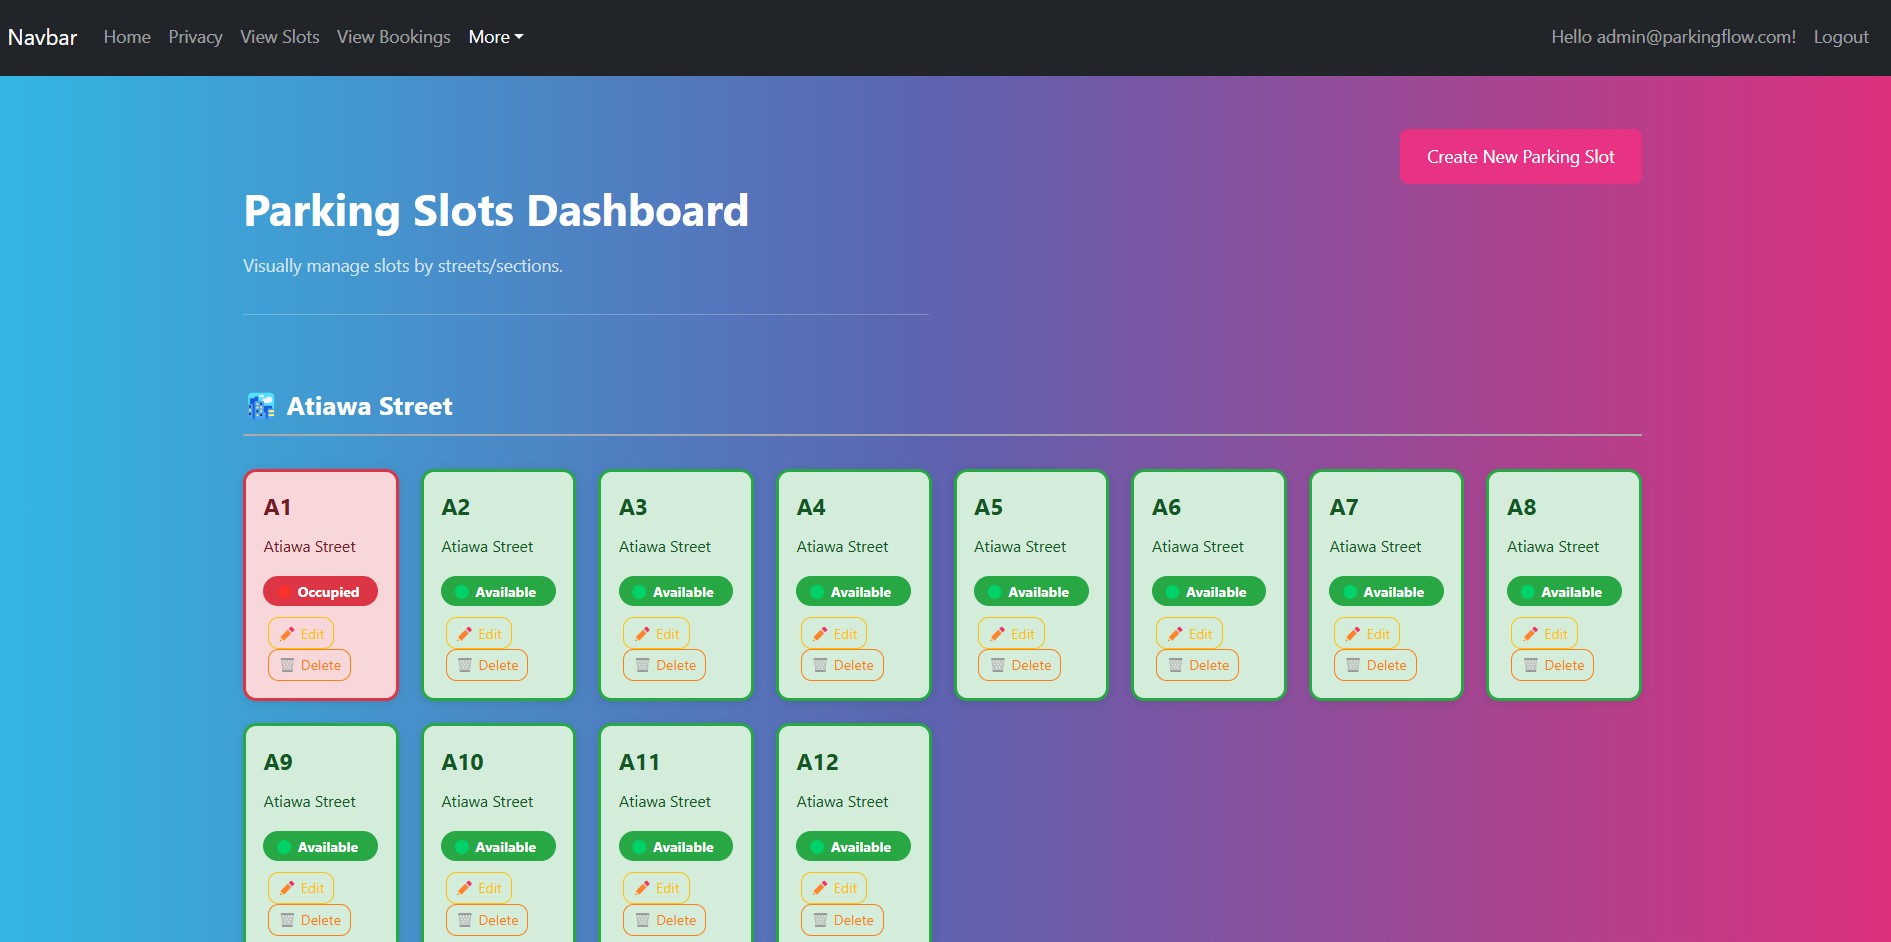 Navbar Home Privacy View Slots View Bookings More Hello admin@parkingflow.com! Logout
Create New Parking Slot
Parking Slots Dashboard
Visually manage slots by streets/sections.
Atiawa Street
A1 A2 A3 A4 A5 A6 A7 A8
Atiawa Street Atiawa Street Atiawa Street Atiawa Street Atiawa Street Atiawa Street Atiawa Street Atiawa Street
Occupied Available Available Available Available Available Available Available
Edit Edit Edit Edit Edit Edit Edit Edit
Delete Delete Delete Delete Delete Delete Delete Delete
A9 A10 A11 A12
Atiawa Street Atiawa Street Atiawa Street Atiawa Street
Available Available Available Available
Edit Edit Edit Edit
Delete Delete Delete Delete